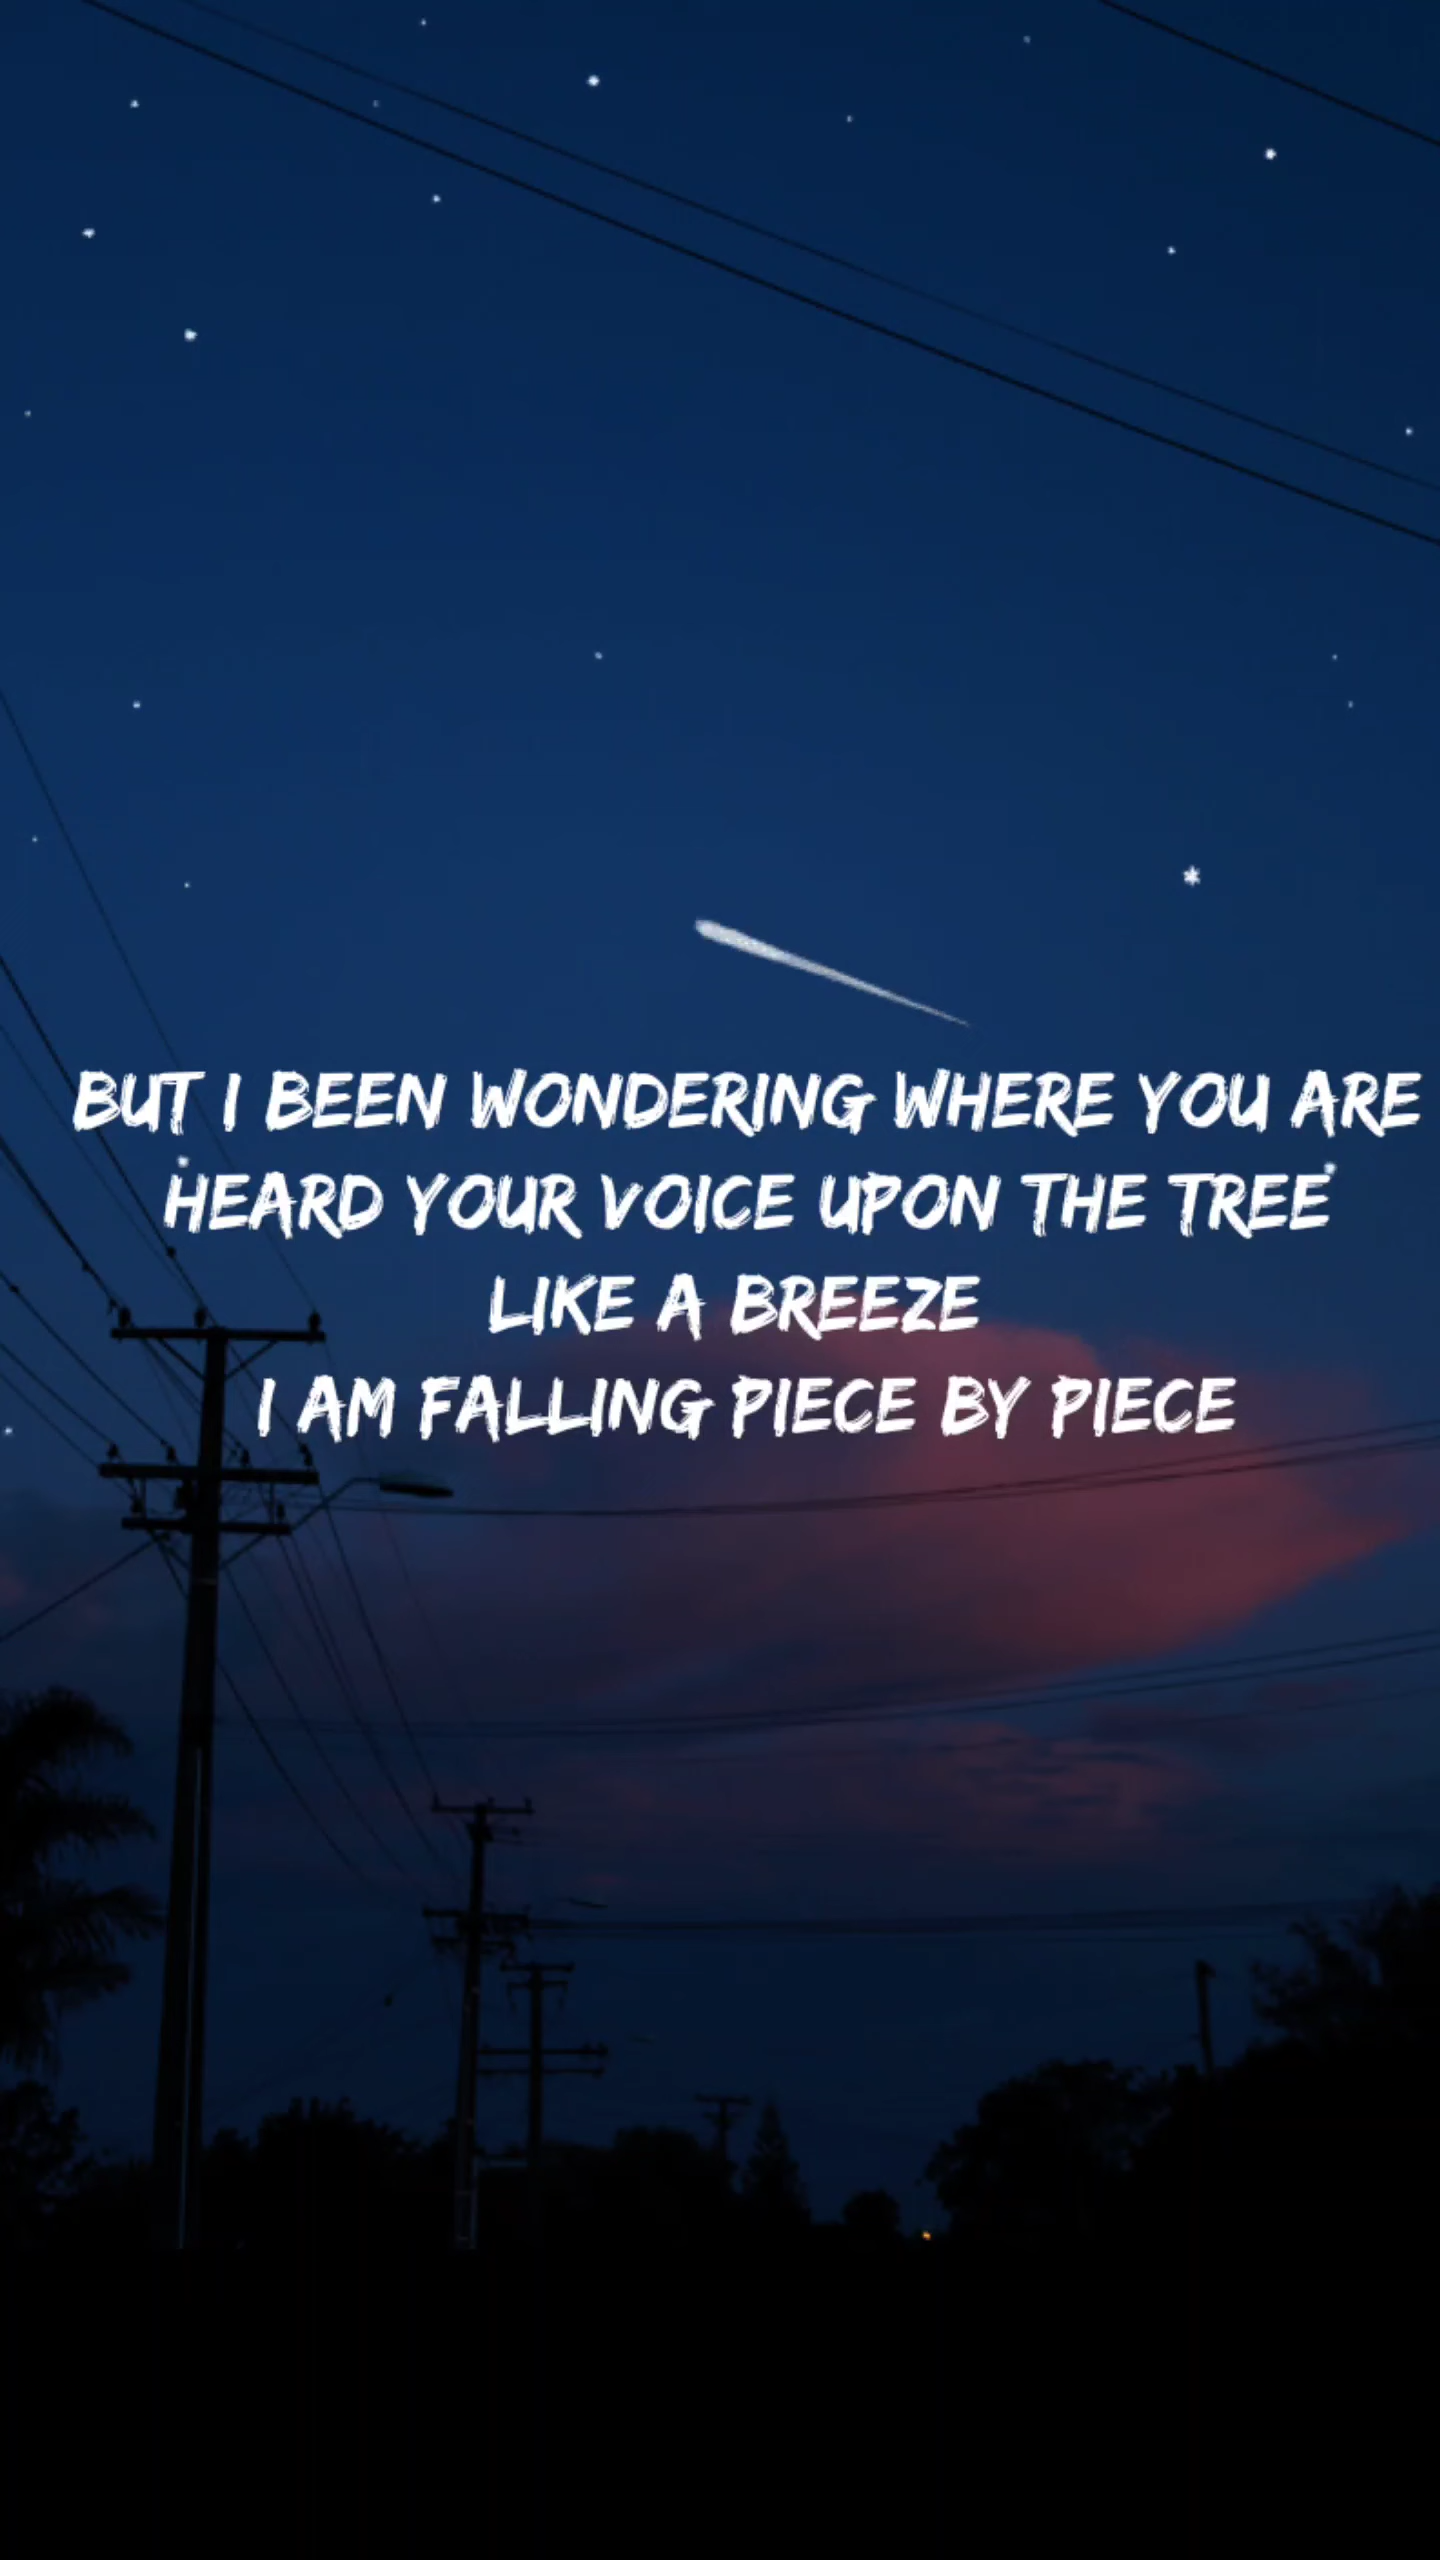 BUT I BEEN WONDERING WHERE YOU ARE
HEARD YOUR VOICE UPON THE TREE
LIKE A BREEZE
I AM FALLING PIECE BY PIECE